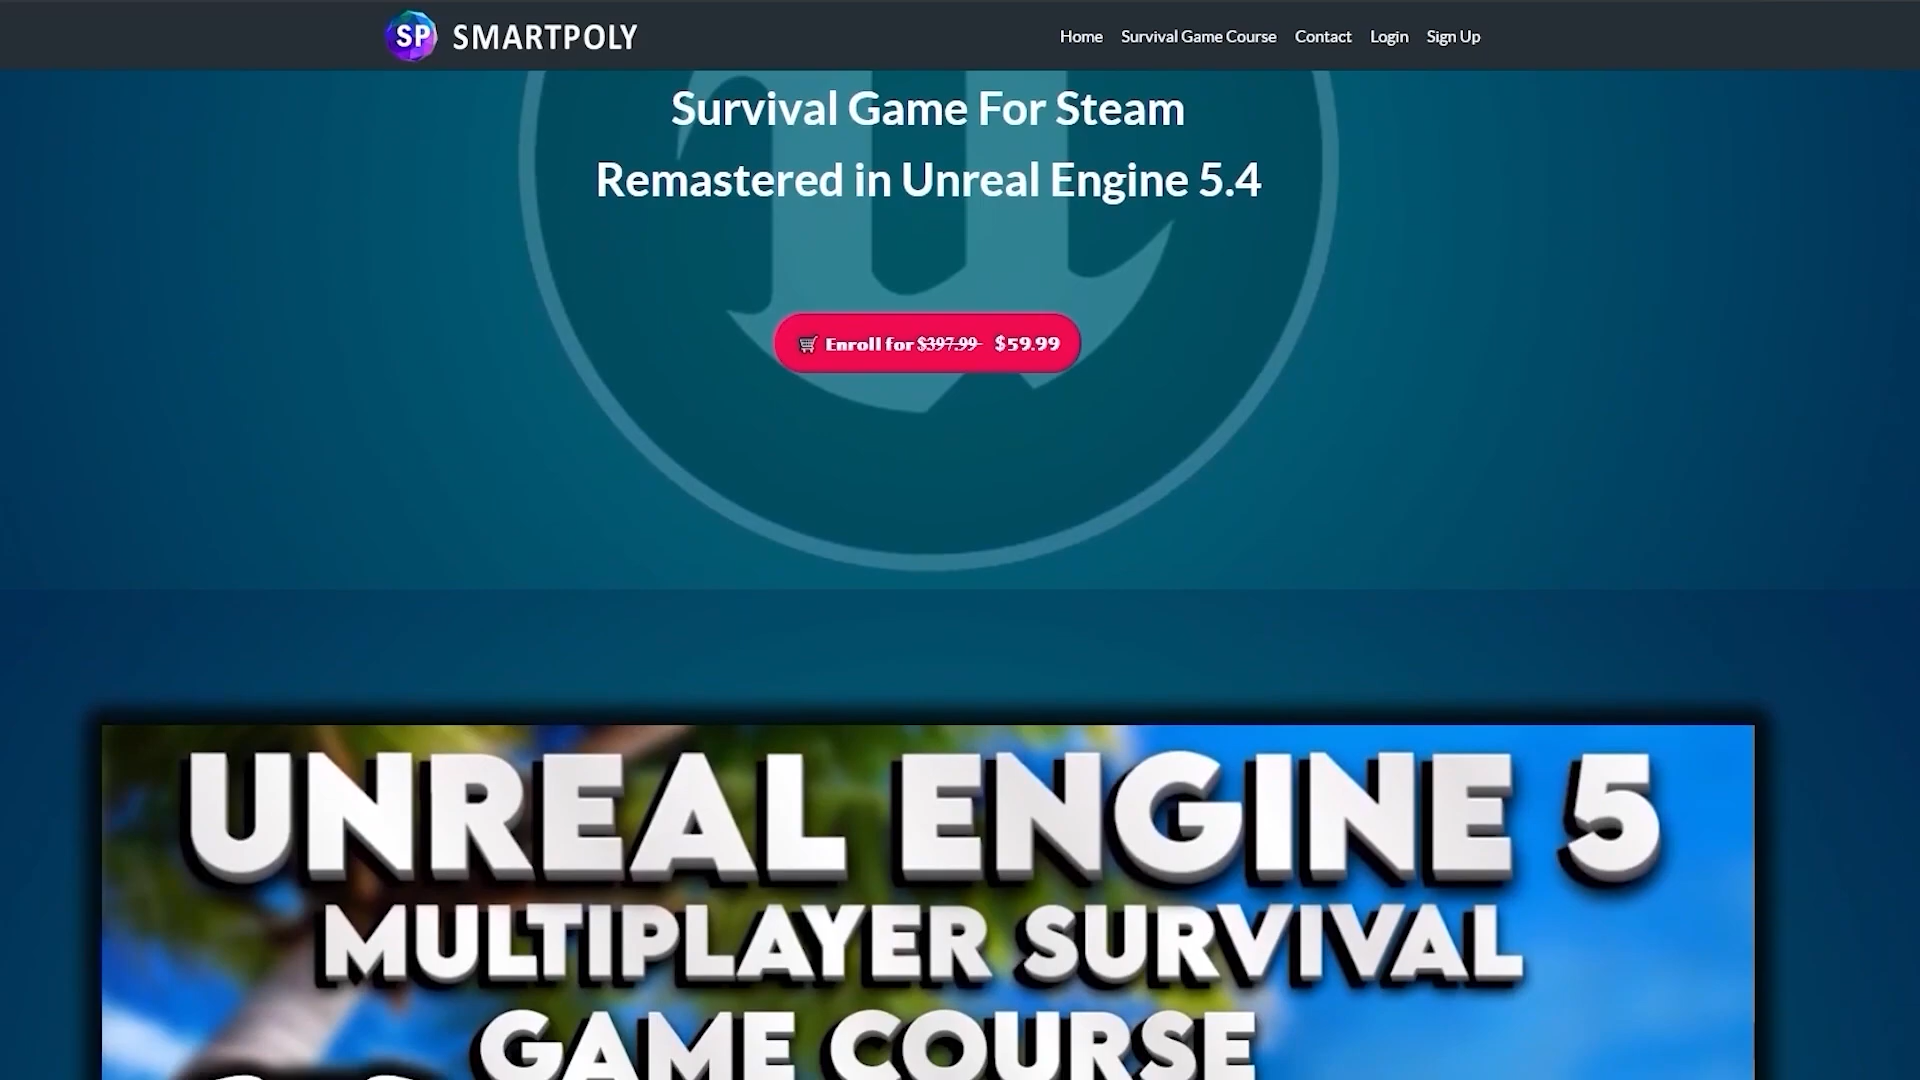 SP SMARTPOLY
Home Survival Game Course Contact Login Sign Up
Survival Game For Steam
Remastered in Unreal Engine 5.4
Enroll for $397.99 $59.99
UNREAL ENGINE 5
MULTIPLAYER SURVIVAL
GAME COURSE